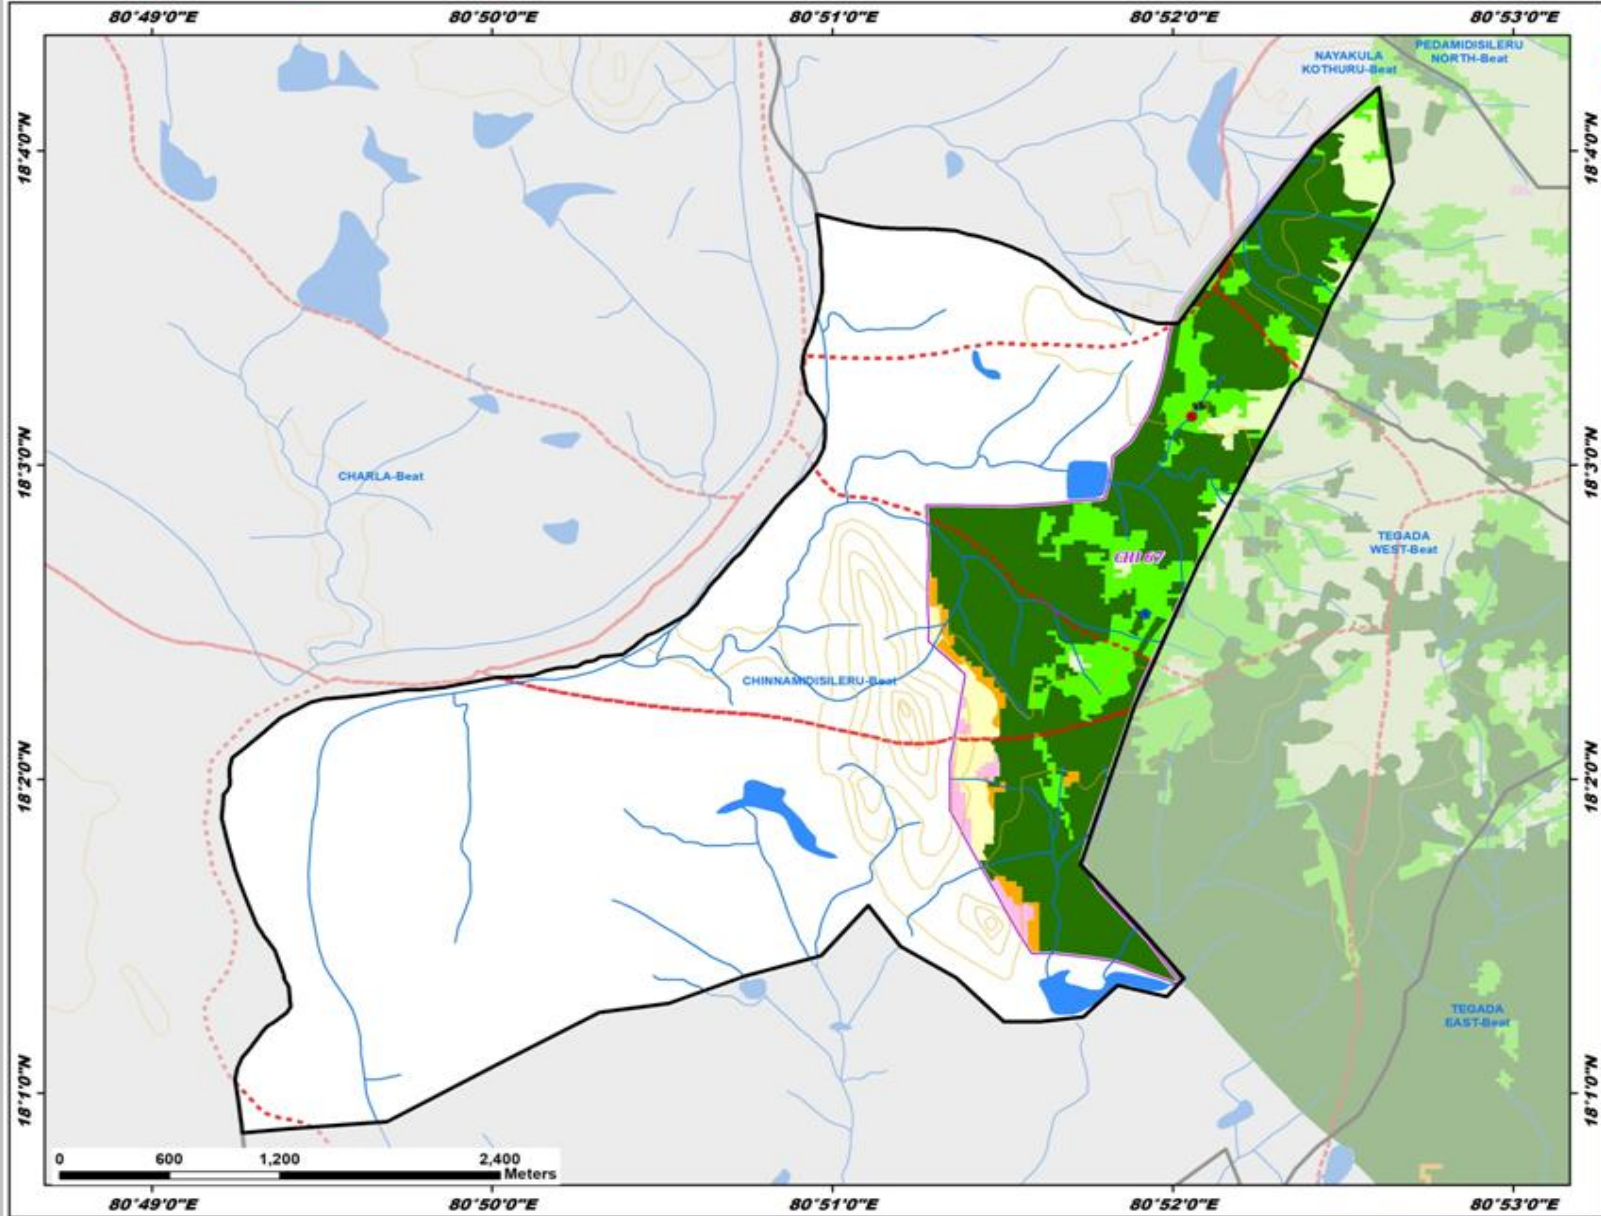 80°49'0"E 80°50'0"E 80°51'0"E 80°52'0"E 80°53'0"E
PEDAMIDISILERU
NORTH-Beat
NAYAKULA
KOTHURU-Beat
18°4'0"N 18°4'0"N
18°3'0"N 18°3'0"N
CHARLA-Beat
TEGADA
WEST-Beat
CHI 67
CHINNAMIDISILERU-Beat
18°2'0"N 18°2'0"N
TEGADA
EAST-Beat
18°1'0"N 18°1'0"N
0 600 1,200 2,400
Meters
80°49'0"E 80°50'0"E 80°51'0"E 80°52'0"E 80°53'0"E